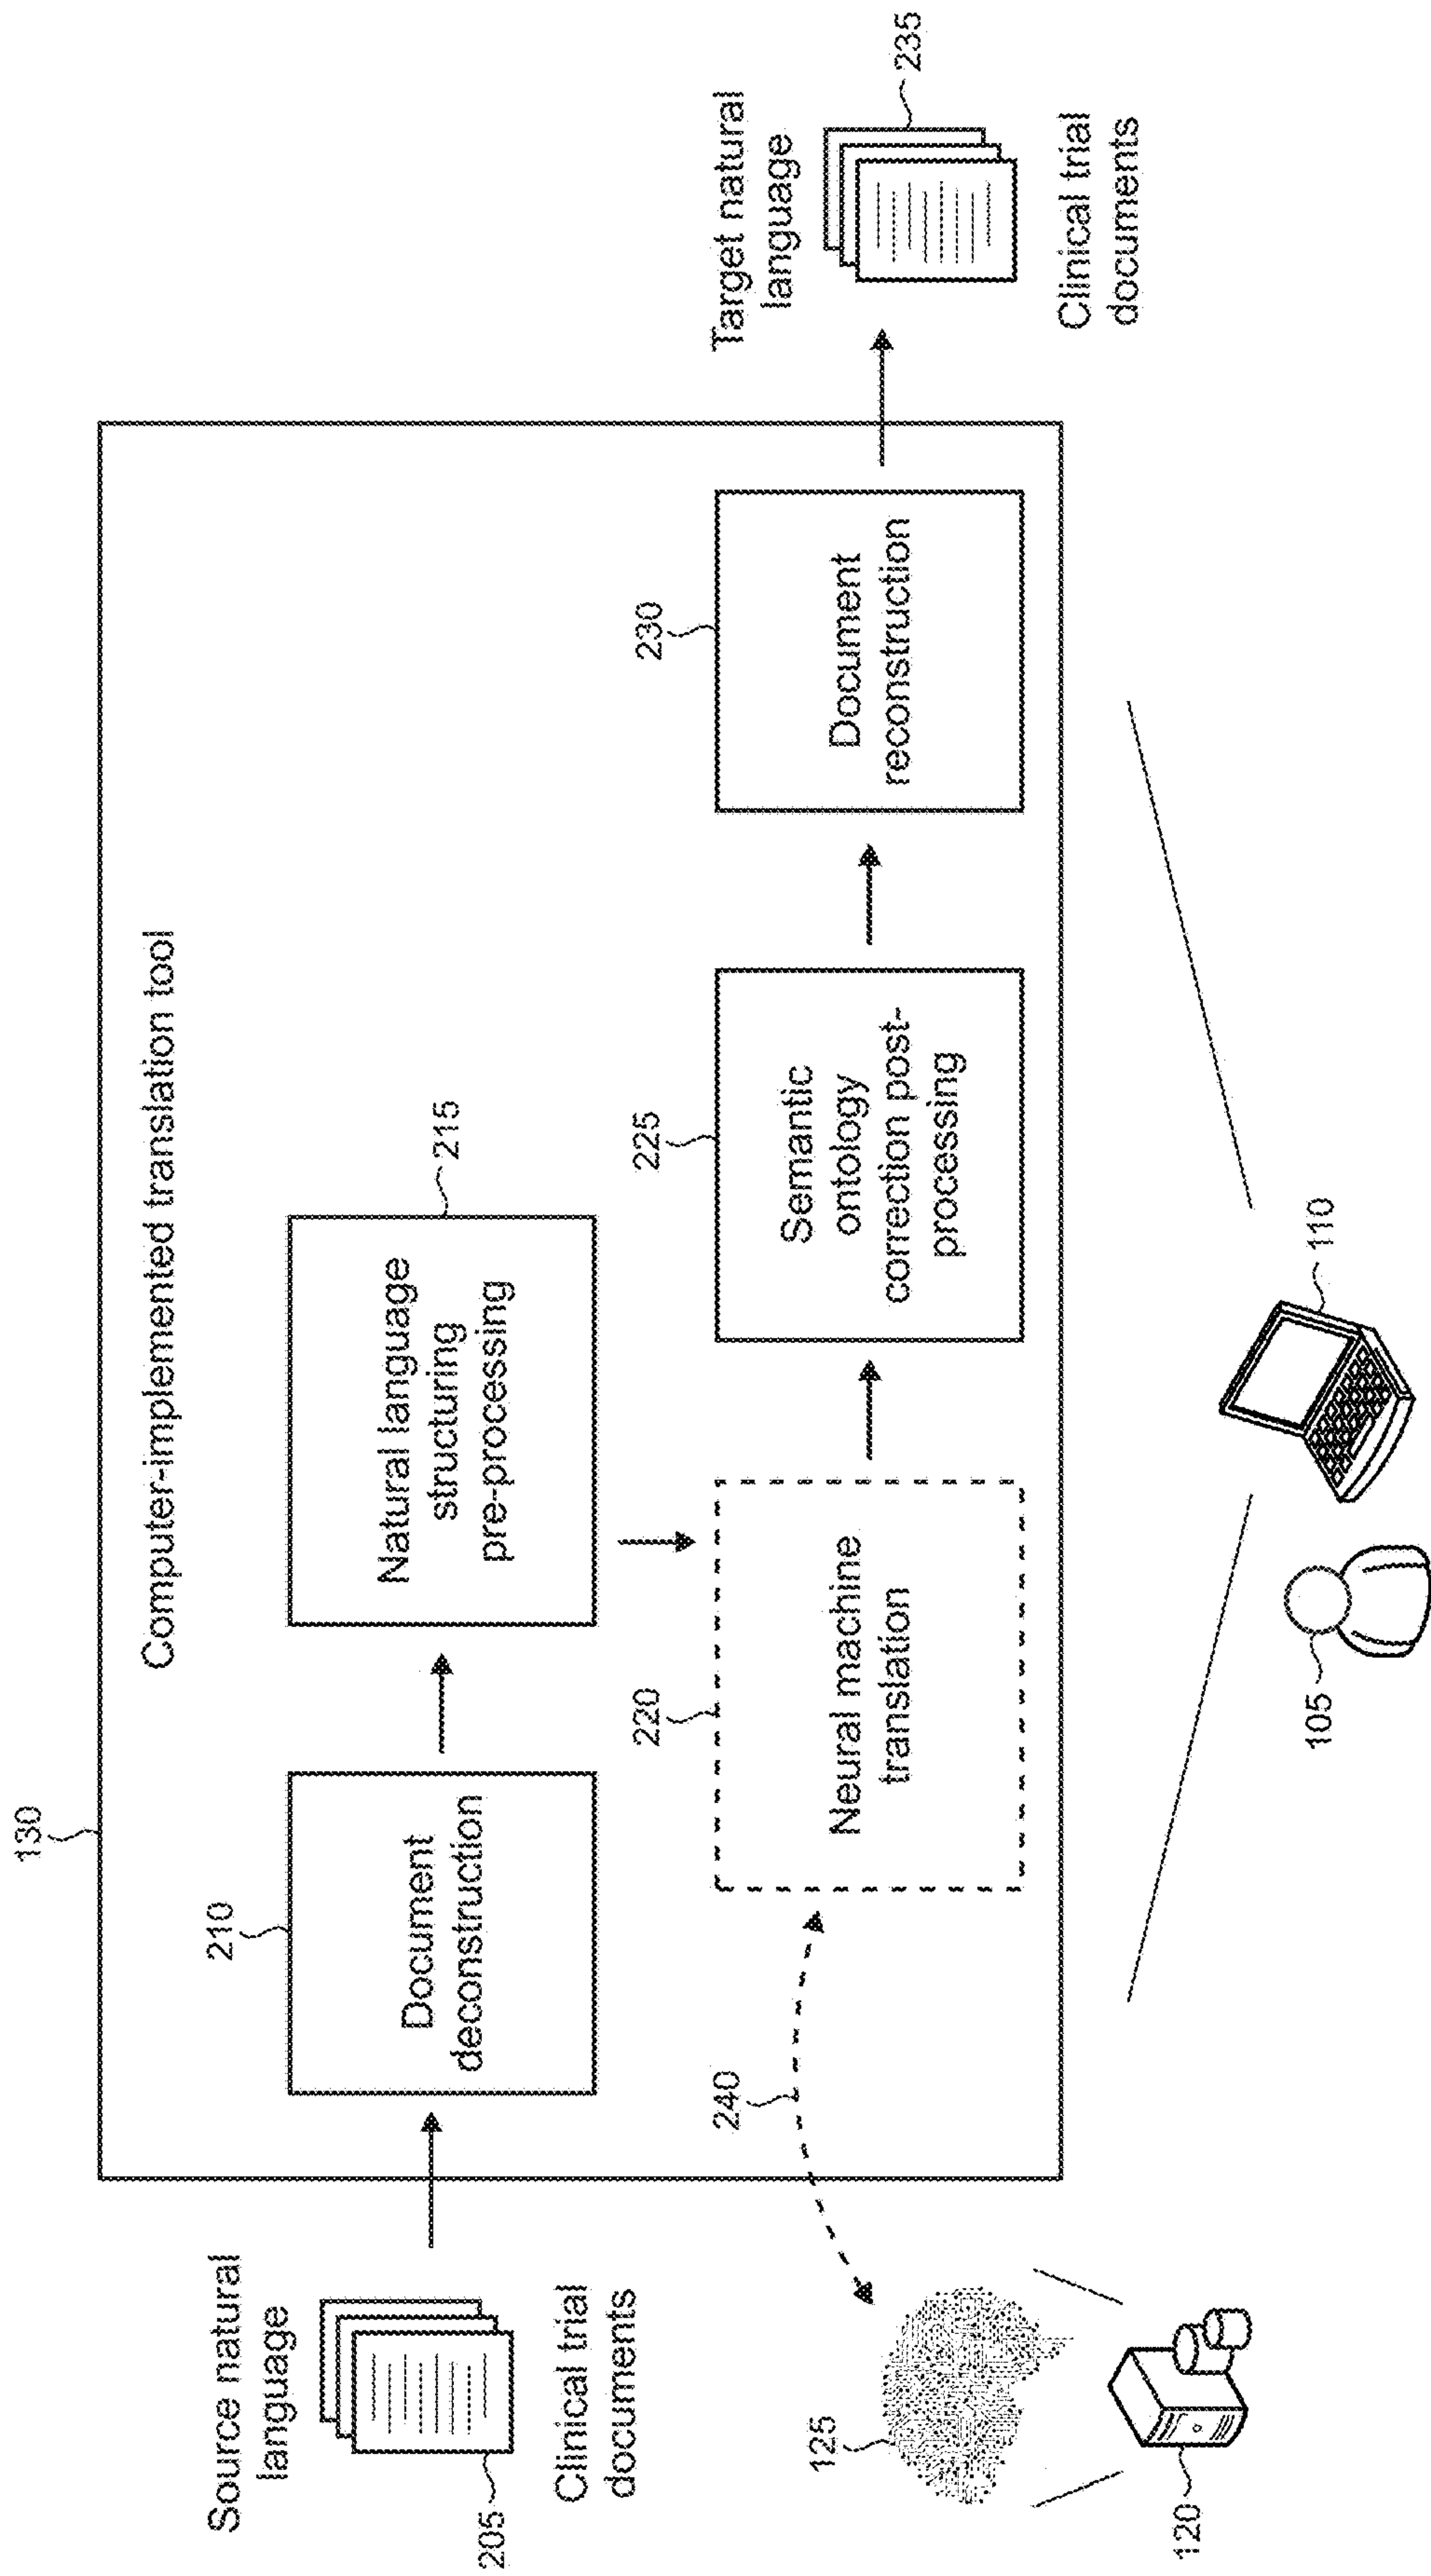 130
Computer-implemented translation tool
Source natural
language
205
Clinical trial
documents
210
Document
deconstruction
Natural language
structuring
pre-processing
215
240
220
Neural machine
translation
225
Semantic
ontology
correction post-
processing
230
Document
reconstruction
Target natural
language
235
Clinical trial
documents
125
120
105
110